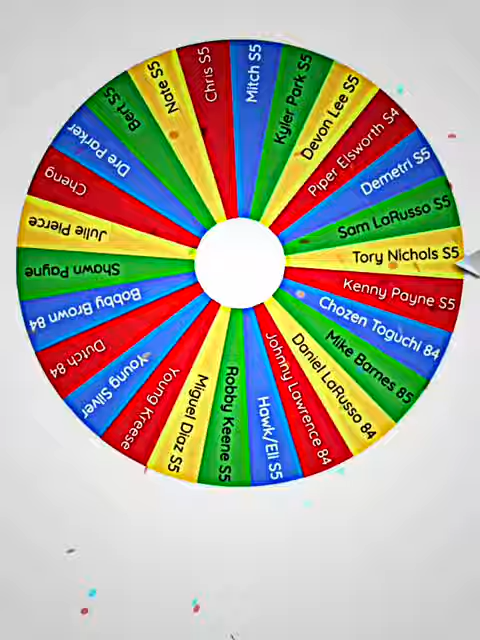 Chris S5
Mitch S5
Kyler Park S5
Devon Lee S5
Piper Elsworth S4
Demetri S5
Sam LaRusso S5
Tory Nichols S5
Kenny Payne S5
Chozen Toguchi 84
Mike Barnes 85
Daniel LaRusso 84
Johnny Lawrence 84
Hawk/Eli S5
Robby Keene S5
Miguel Diaz S5
Young Kreese
Young Silver
Dutch 84
Bobby Brown 84
Shawn Payne
Julie Pierce
Cheng
Dre Parker
Bert S5
Nate S5